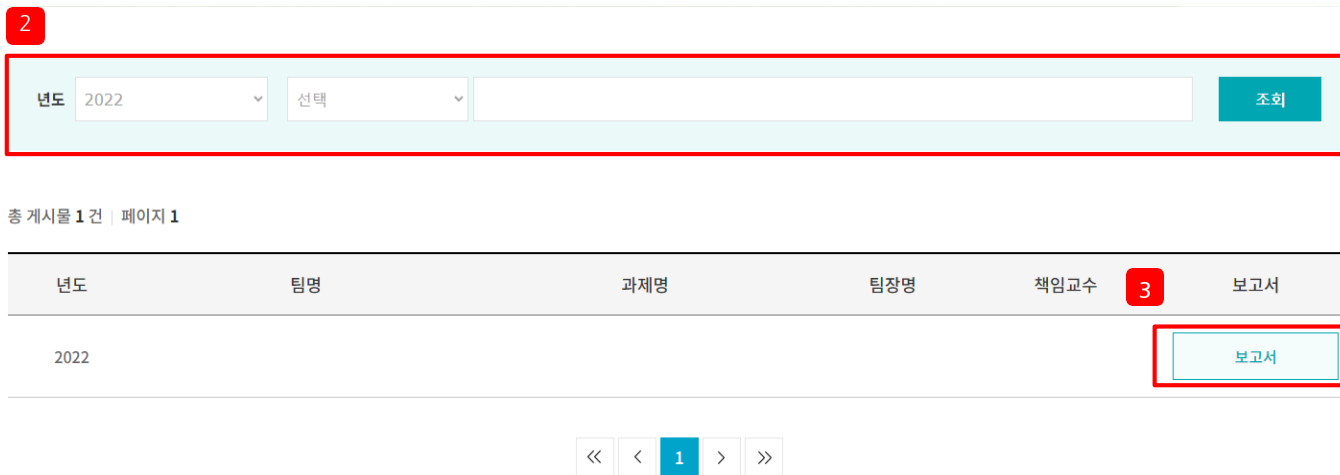 2
년도 2022 선택 조회
총 게시물 1 건 | 페이지 1
년도 팀명 과제명 팀장명 책임교수 3 보고서
2022 보고서
« < 1 > »